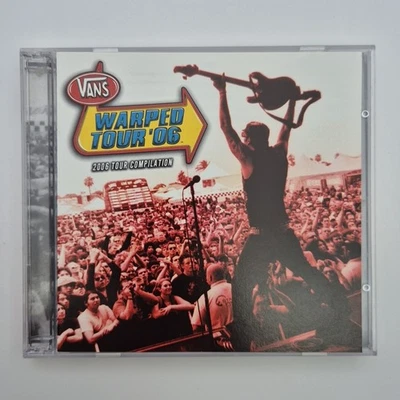 VANS
WARPED
TOUR '06
2006 TOUR COMPILATION